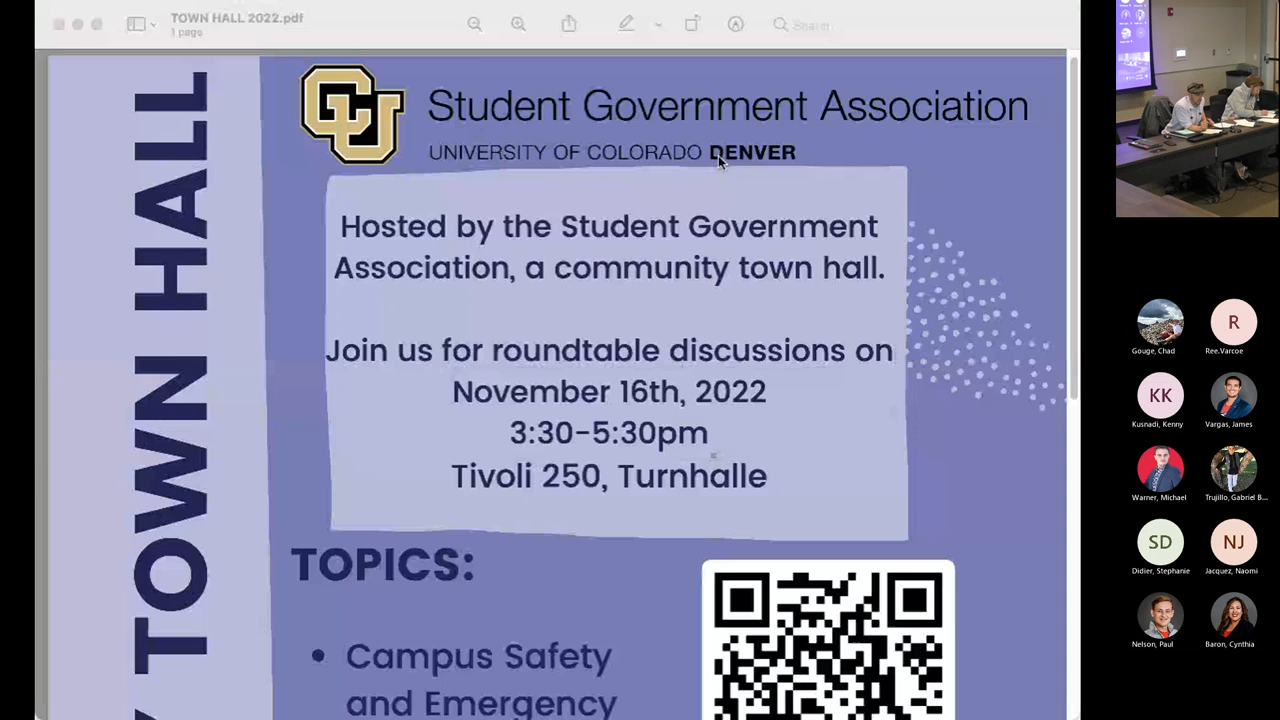 TOWN HALL 2022.pdf
1 page
Search
TOWN HALL
CU
Student Government Association
UNIVERSITY OF COLORADO DENVER
Hosted by the Student Government
Association, a community town hall.
Join us for roundtable discussions on
November 16th, 2022
3:30-5:30pm
Tivoli 250, Turnhalle
TOPICS:
• Campus Safety
and Emergency
Gouge, Chad
R
Ree.Varcoe
KK
Kusnadi, Kenny
Vargas, James
Warner, Michael
Trujillo, Gabriel B...
SD
Didier, Stephanie
NJ
Jacquez, Naomi
Nelson, Paul
Baron, Cynthia